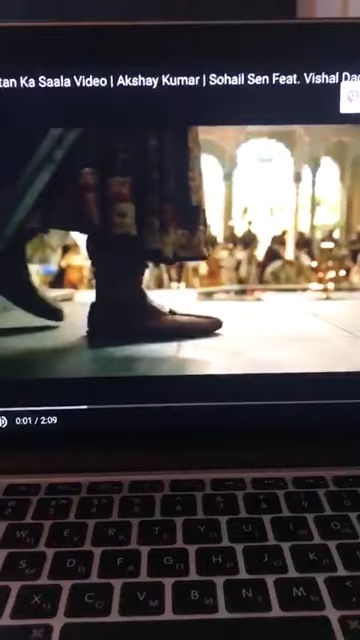 tan Ka Saala Video | Akshay Kumar | Sohail Sen Feat. Vishal Dad
0:01 / 2:09
W E R T Y U I O
S D F G H J K
X C V B N M